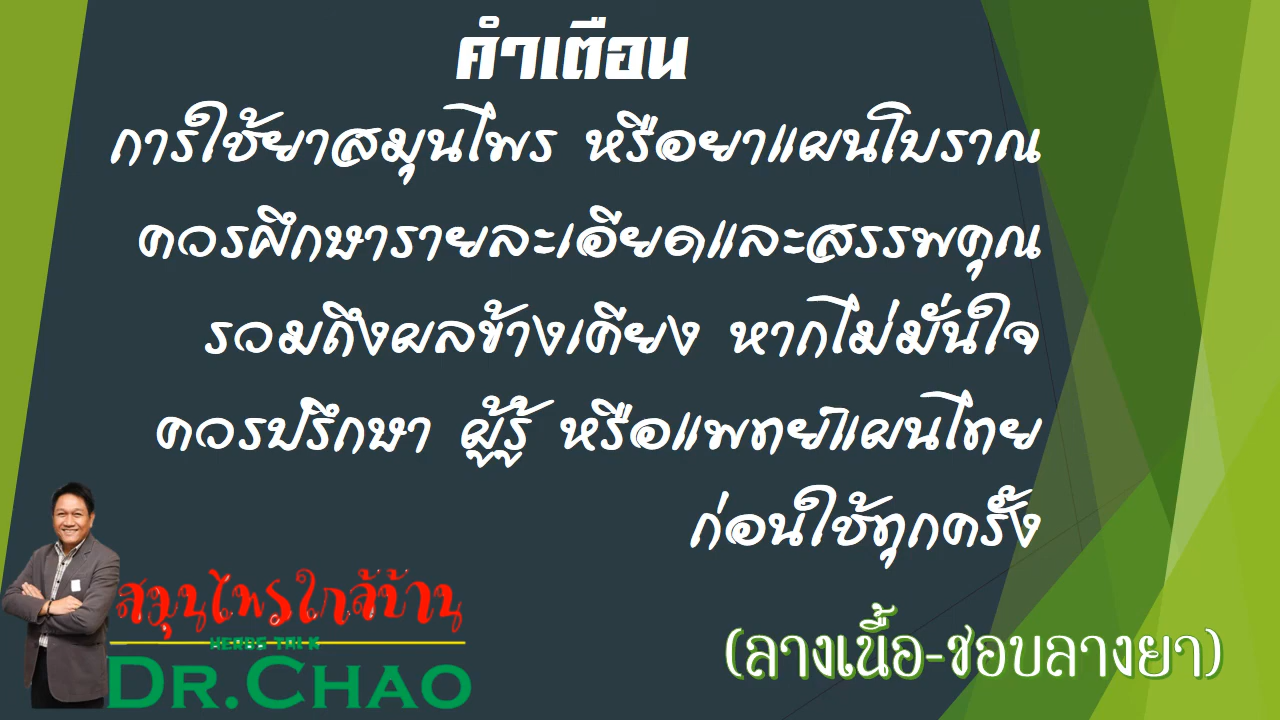 คำเตือน
การใช้ยาสมุนไพร หรือยาแผนโบราณ
ควรศึกษารายละเอียดและสรรพคุณ
รวมถึงผลข้างเคียง หากไม่มั่นใจ
ควรปรึกษา ผู้รู้ หรือแพทย์แผนไทย
ก่อนใช้ทุกครั้ง
สมุนไพรใกล้บ้าน
HERBS TALK
DR.CHAO
(ลางเนื้อ-ชอบลางยา)